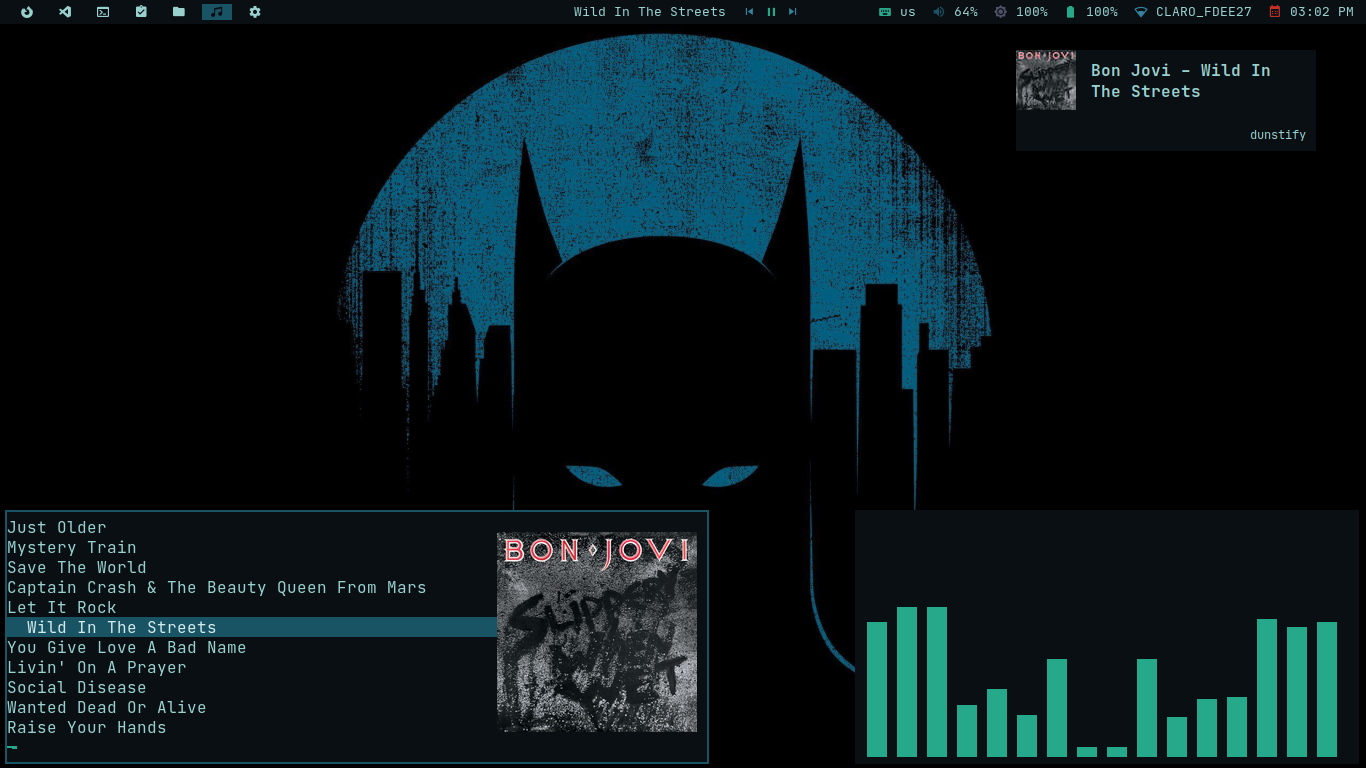 Wild In The Streets
us 64% 100% 100% CLARO_FDEE27 03:02 PM
BON JOVI
Bon Jovi – Wild In
The Streets
dunstify
Just Older
Mystery Train
Save The World
Captain Crash & The Beauty Queen From Mars
Let It Rock
Wild In The Streets
You Give Love A Bad Name
Livin' On A Prayer
Social Disease
Wanted Dead Or Alive
Raise Your Hands
BON JOVI
SLIPPERY
WHEN
WET